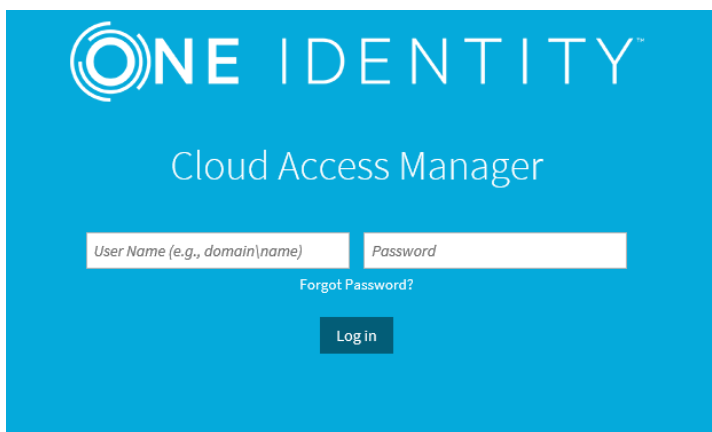 ONE IDENTITY™
Cloud Access Manager
User Name (e.g., domain\name) Password
Forgot Password?
Log in